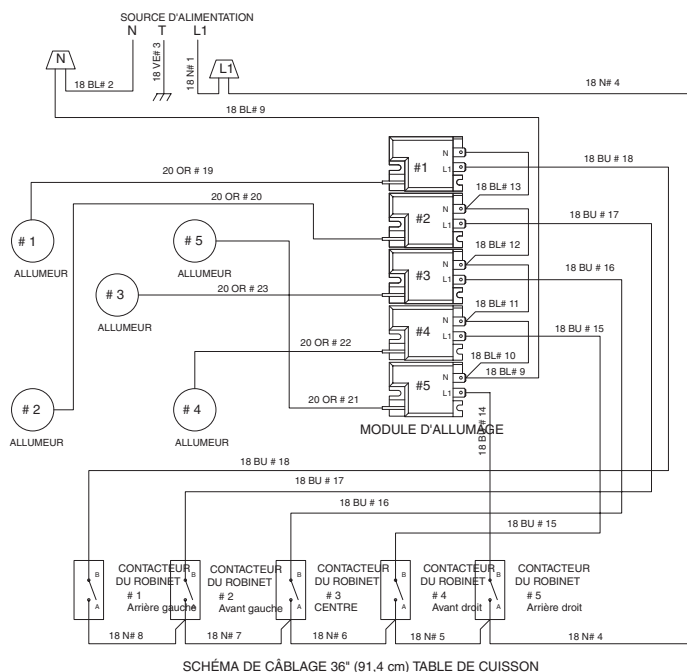 SOURCE D'ALIMENTATION
N T L1
N
18 BL# 2
18 VE# 3
18 N# 1
L1
18 N# 4
18 BL# 9
#1
N
L1
20 OR # 19
18 BU # 18
18 BL# 13
20 OR # 20
#2
N
L1
18 BU # 17
# 1
ALLUMEUR
# 5
ALLUMEUR
18 BL# 12
#3
N
L1
18 BU # 16
# 3
ALLUMEUR
20 OR # 23
18 BL# 11
#4
N
L1
18 BU # 15
20 OR # 22
18 BL# 10
18 BL# 9
#5
N
L1
# 2
ALLUMEUR
# 4
ALLUMEUR
20 OR # 21
18 BU # 14
MODULE D'ALLUMAGE
18 BU # 18
18 BU # 17
18 BU # 16
18 BU # 15
B
A
CONTACTEUR
DU ROBINET
# 1
Arrière gauche
B
A
CONTACTEUR
DU ROBINET
# 2
Avant gauche
B
A
CONTACTEUR
DU ROBINET
# 3
CENTRE
B
A
CONTACTEUR
DU ROBINET
# 4
Avant droit
B
A
CONTACTEUR
DU ROBINET
# 5
Arrière droit
18 N# 8
18 N# 7
18 N# 6
18 N# 5
18 N# 4
SCHÉMA DE CÂBLAGE 36" (91,4 cm) TABLE DE CUISSON